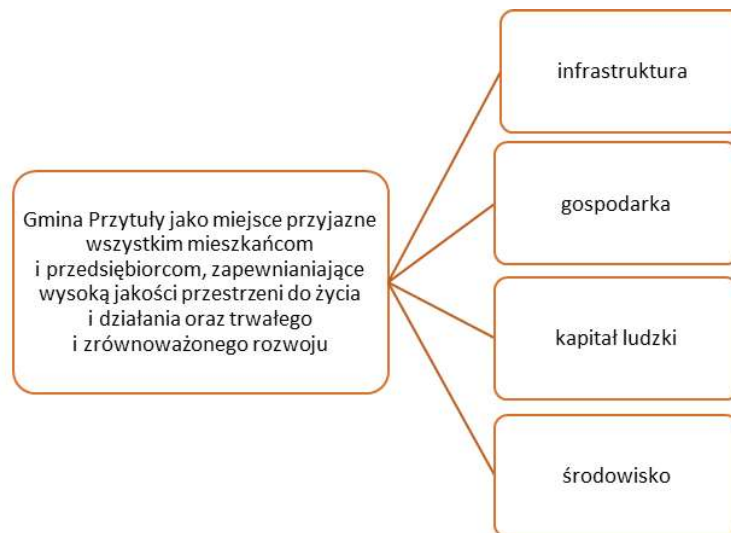 infrastruktura
gospodarka
Gmina Przytuły jako miejsce przyjazne
wszystkim mieszkańcom
i przedsiębiorcom, zapewnianiające
wysoką jakości przestrzeni do życia
i działania oraz trwałego
i zrównoważonego rozwoju
kapitał ludzki
środowisko